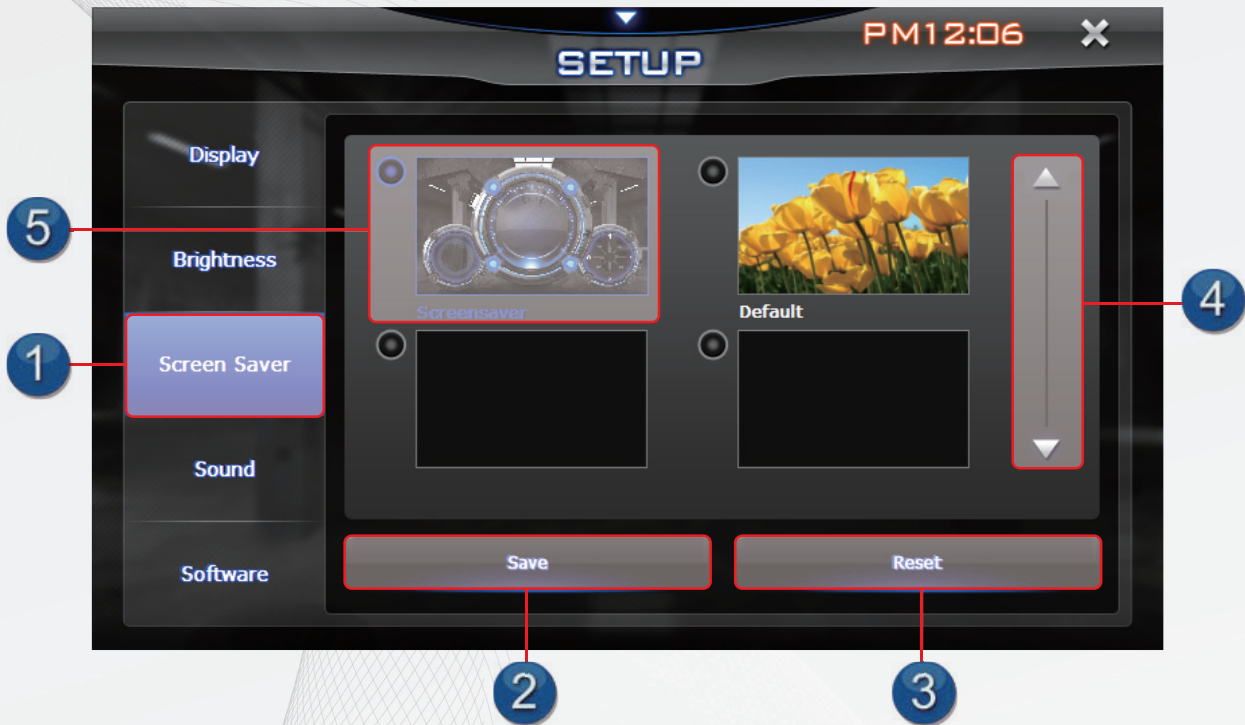 PM12:06
SETUP
Display
Brightness
Screen Saver
Sound
Software
Screensaver
Default
Save
Reset
5
1
4
2
3